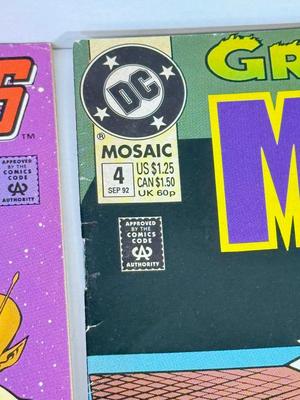 S
TM
APPROVED
BY THE
COMICS
CODE
CA
AUTHORITY
DC
®
MOSAIC
4
SEP 92
US $1.25
CAN $1.50
UK 60p
APPROVED
BY THE
COMICS
CODE
CA
AUTHORITY
GR
M